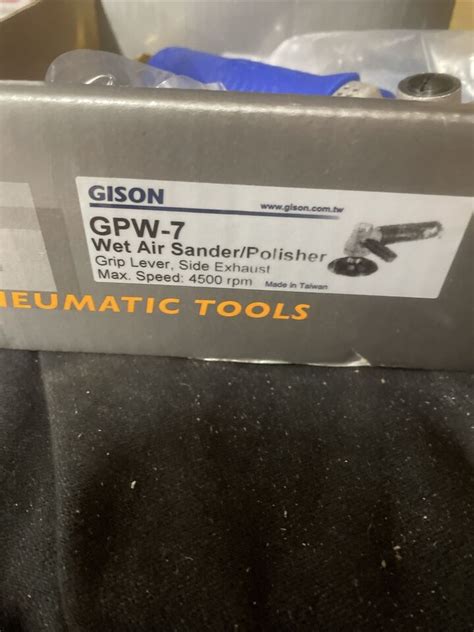 GISON
www.gison.com.tw
GPW-7
Wet Air Sander/Polisher
Grip Lever, Side Exhaust
Max. Speed: 4500 rpm
Made in Taiwan
NEUMATIC TOOLS